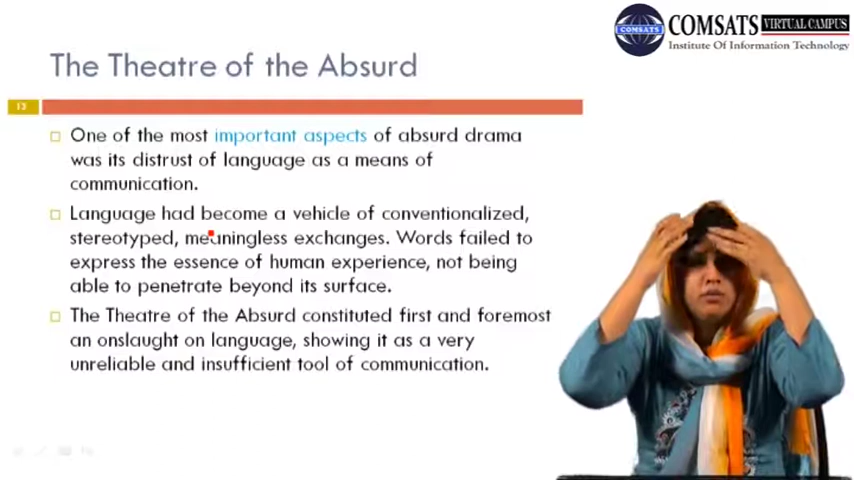 COMSATS VIRTUAL CAMPUS
COMSATS
Institute Of Information Technology
The Theatre of the Absurd
13
One of the most important aspects of absurd drama
was its distrust of language as a means of
communication.
Language had become a vehicle of conventionalized,
stereotyped, meaningless exchanges. Words failed to
express the essence of human experience, not being
able to penetrate beyond its surface.
The Theatre of the Absurd constituted first and foremost
an onslaught on language, showing it as a very
unreliable and insufficient tool of communication.